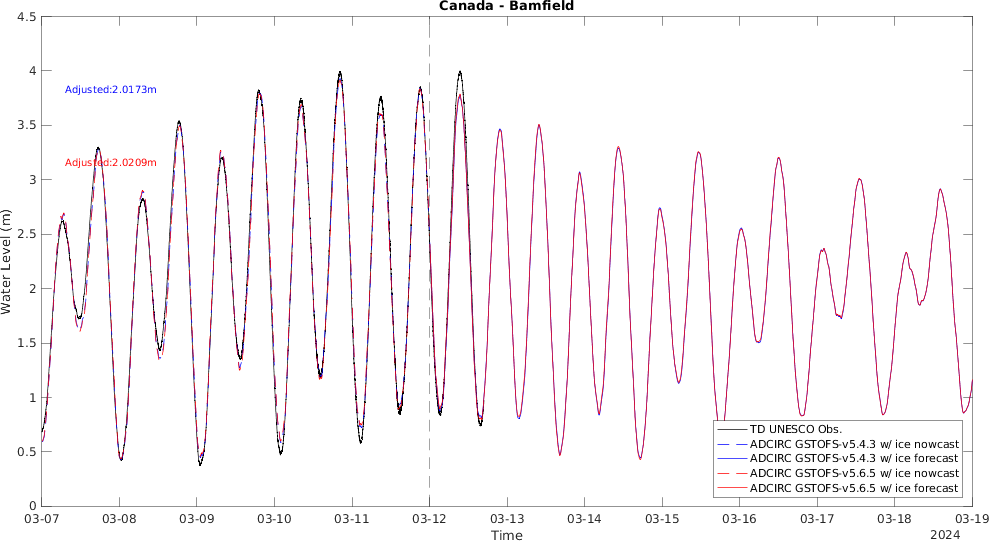 Canada - Bamfield
4.5
4
3.5
3
2.5
2
1.5
1
0.5
0
Water Level (m)
Adjusted:2.0173m
Adjusted:2.0209m
TD UNESCO Obs.
ADCIRC GSTOFS-v5.4.3 w/ ice nowcast
ADCIRC GSTOFS-v5.4.3 w/ ice forecast
ADCIRC GSTOFS-v5.6.5 w/ ice nowcast
ADCIRC GSTOFS-v5.6.5 w/ ice forecast
03-07 03-08 03-09 03-10 03-11 03-12 03-13 03-14 03-15 03-16 03-17 03-18 03-19
Time
2024